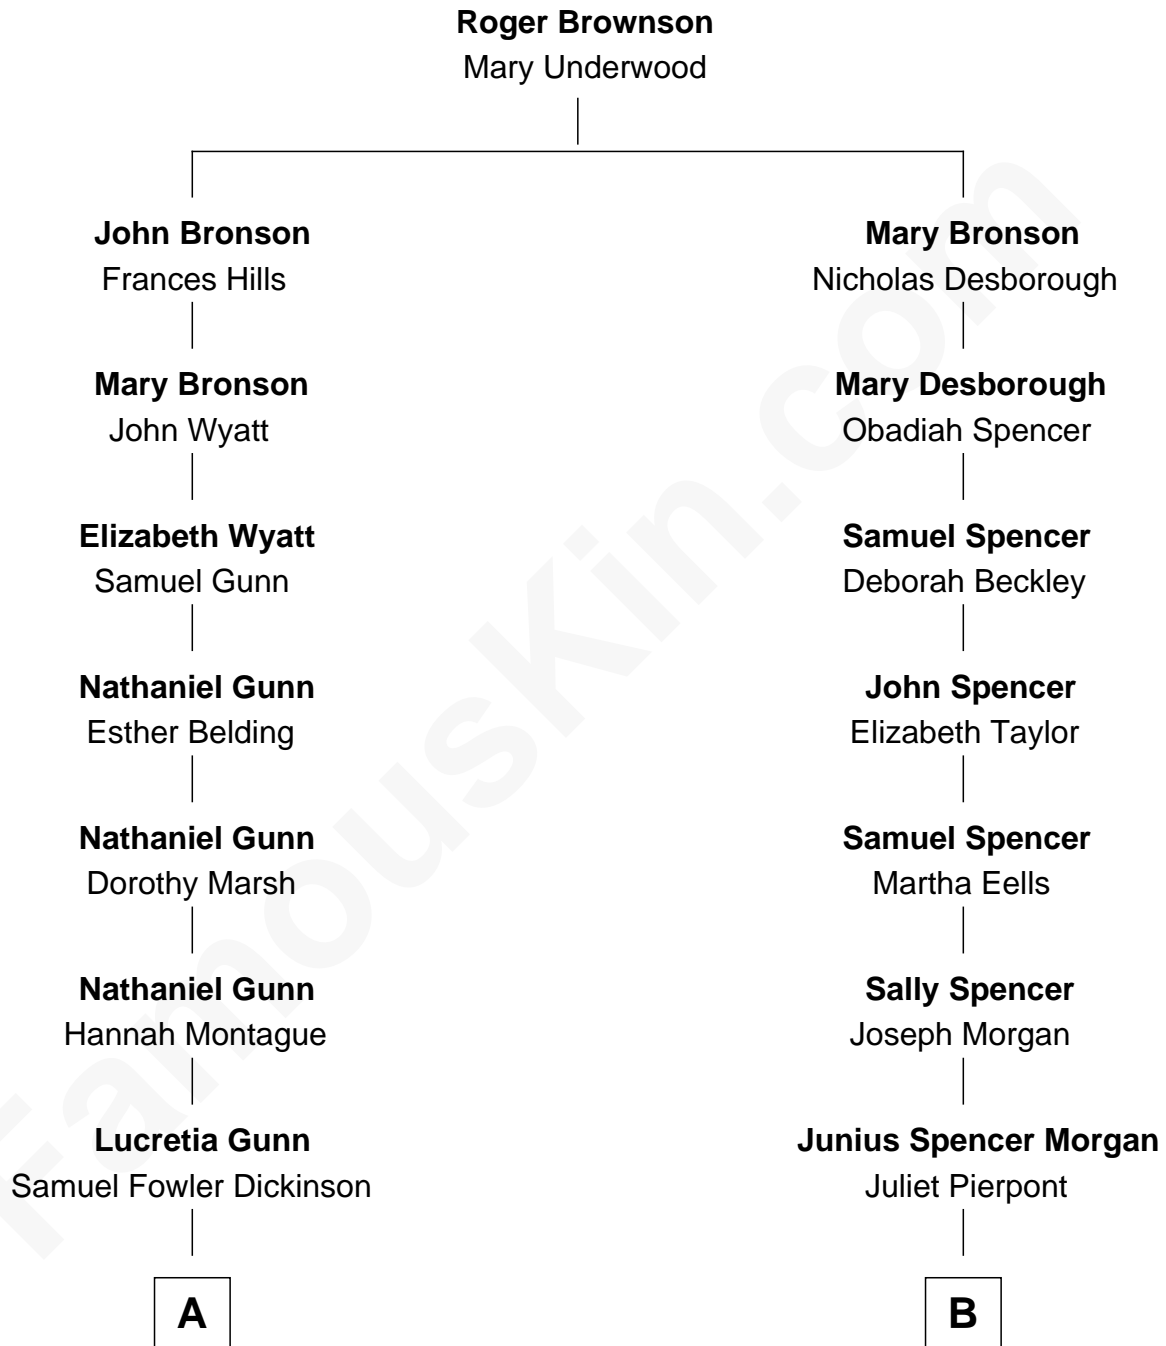 Roger Brownson
Mary Underwood
John Bronson
Frances Hills
Mary Bronson
Nicholas Desborough
Mary Bronson
John Wyatt
Mary Desborough
Obadiah Spencer
Elizabeth Wyatt
Samuel Gunn
Samuel Spencer
Deborah Beckley
Nathaniel Gunn
Esther Belding
John Spencer
Elizabeth Taylor
Nathaniel Gunn
Dorothy Marsh
Samuel Spencer
Martha Eells
Nathaniel Gunn
Hannah Montague
Sally Spencer
Joseph Morgan
Lucretia Gunn
Samuel Fowler Dickinson
Junius Spencer Morgan
Juliet Pierpont
A
B
FamousKin.com